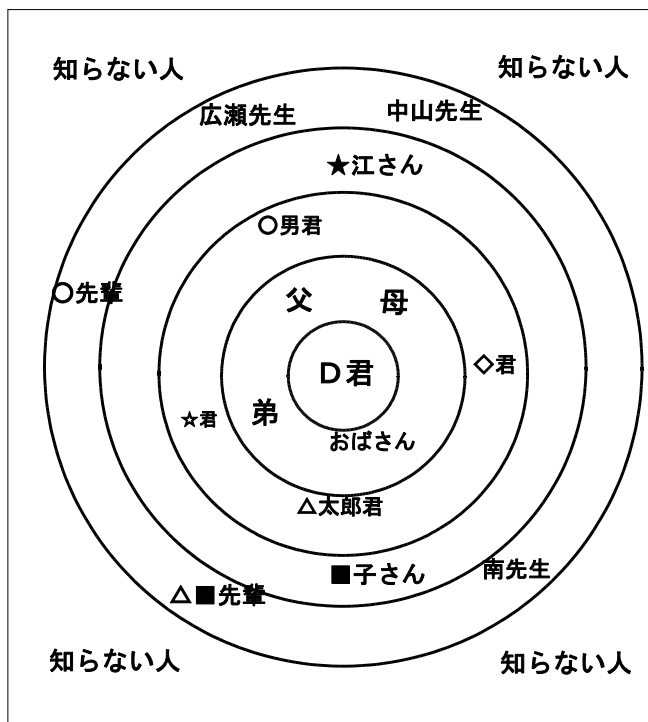 知らない人
知らない人
広瀬先生
中山先生
★江さん
○男君
○先輩
父
母
D君
◇君
弟
☆君
おばさん
△太郎君
■子さん
南先生
△■先輩
知らない人
知らない人